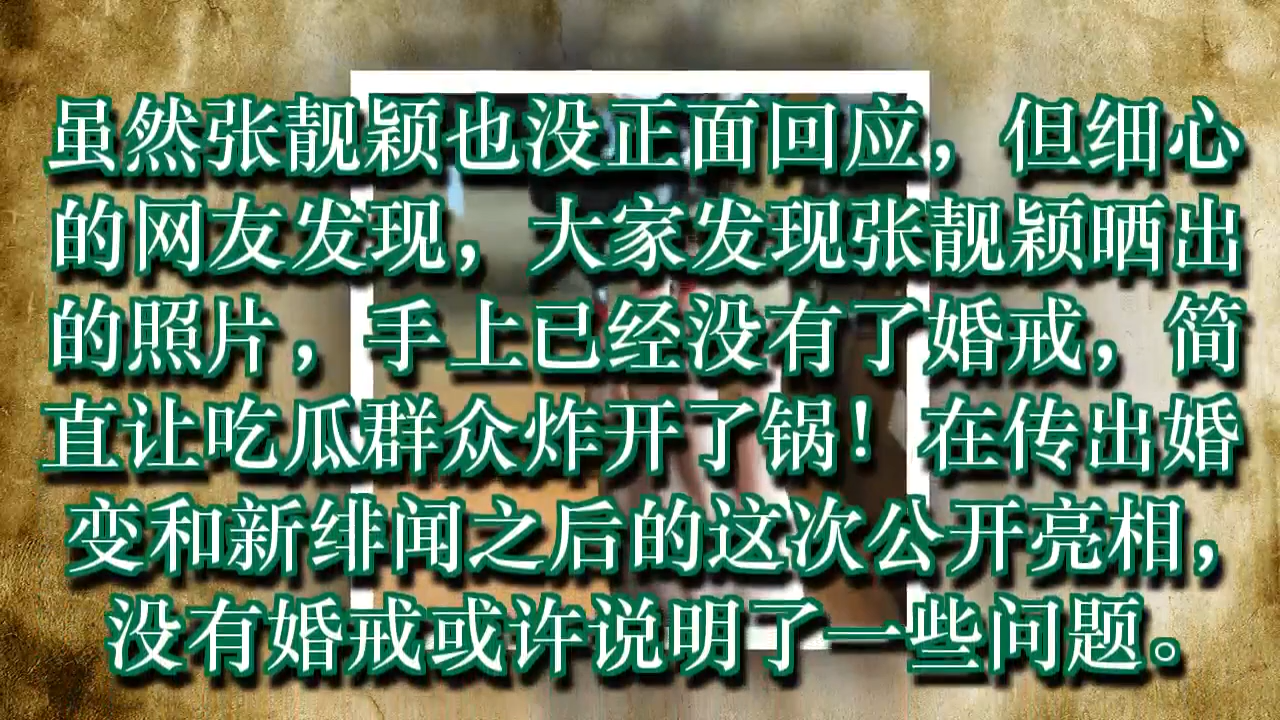 虽然张靓颖也没正面回应，但细心
的网友发现，大家发现张靓颖晒出
的照片，手上已经没有了婚戒，简
直让吃瓜群众炸开了锅！在传出婚
变和新绯闻之后的这次公开亮相，
没有婚戒或许说明了一些问题。